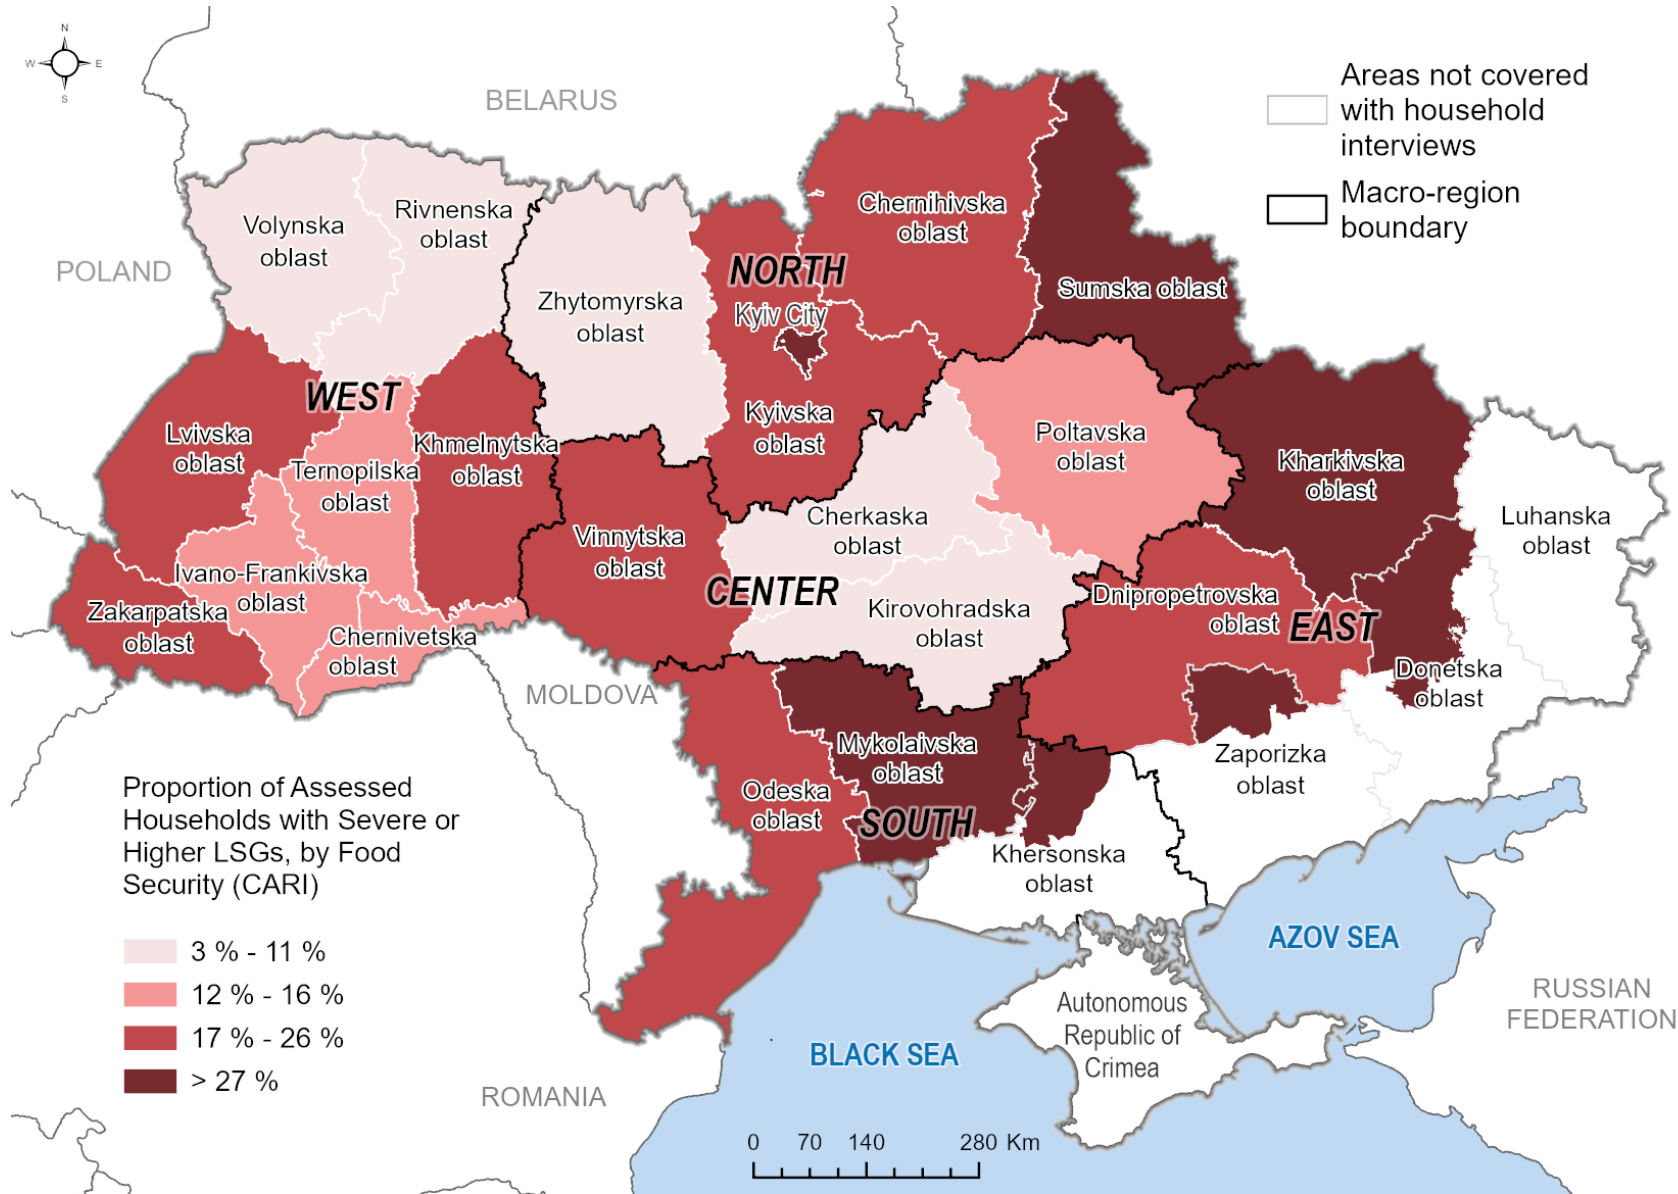 N
W
E
S
BELARUS
POLAND
Areas not covered
with household
interviews
Macro-region
boundary
Volynska
oblast
Rivnenska
oblast
Zhytomyrska
oblast
NORTH
Kyiv City
Chernihivska
oblast
Sumska oblast
WEST
Lvivska
oblast
Ternopilska
oblast
Khmelnytska
oblast
Kyivska
oblast
Poltavska
oblast
Kharkivska
oblast
Luhanska
oblast
Vinnytska
oblast
Cherkaska
oblast
CENTER
Kirovohradska
oblast
Dnipropetrovska
oblast
EAST
Donetska
oblast
Ivano-Frankivska
oblast
Zakarpatska
oblast
Chernivetska
oblast
MOLDOVA
Odeska
oblast
Mykolaivska
oblast
SOUTH
Khersonska
oblast
Zaporizka
oblast
Proportion of Assessed
Households with Severe or
Higher LSGs, by Food
Security (CARI)
3 % - 11 %
12 % - 16 %
17 % - 26 %
> 27 %
AZOV SEA
RUSSIAN
FEDERATION
Autonomous
Republic of
Crimea
BLACK SEA
ROMANIA
0 70 140 280 Km